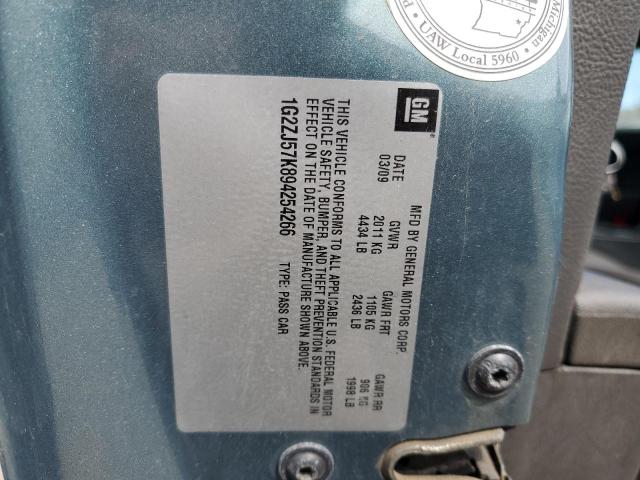 GM
MFD BY GENERAL MOTORS CORP.
DATE GVWR GAWR FRT GAWR RR
03/09 2011 KG 1105 KG 906 KG
4434 LB 2436 LB 1998 LB
THIS VEHICLE CONFORMS TO ALL APPLICABLE U.S. FEDERAL MOTOR
VEHICLE SAFETY, BUMPER, AND THEFT PREVENTION STANDARDS IN
EFFECT ON THE DATE OF MANUFACTURE SHOWN ABOVE.
1G2ZJ57K894254266 TYPE: PASS CAR
Michigan
UAW Local 5960